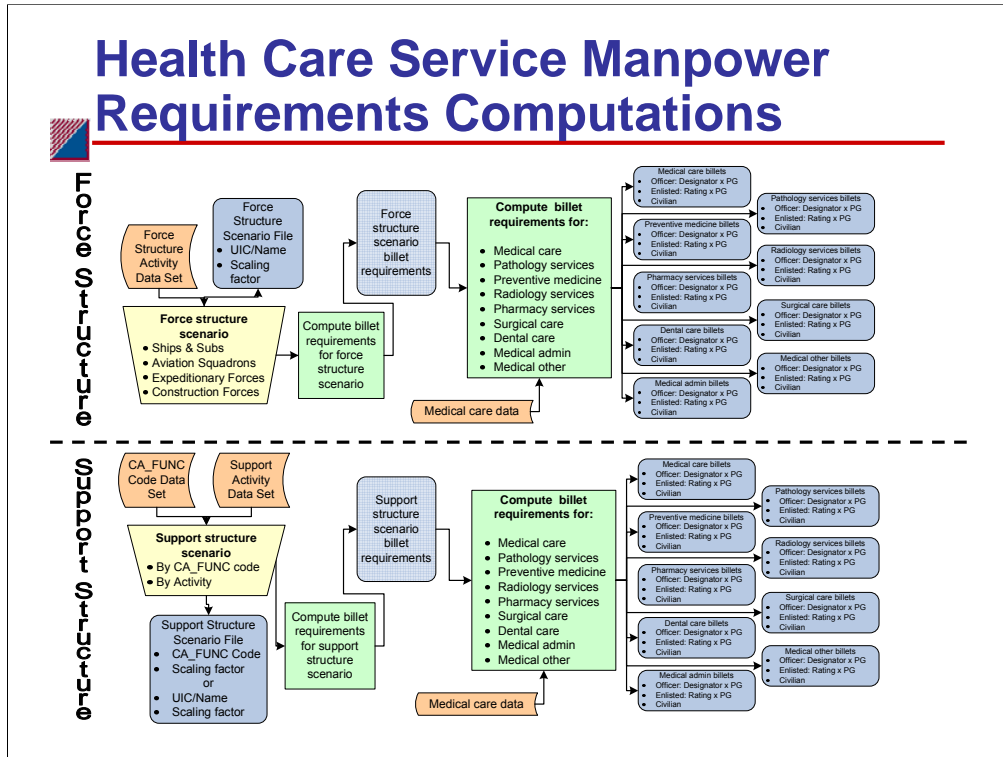 Health Care Service Manpower
Requirements Computations
Force Structure
Force
Structure
Activity
Data Set
Force
Structure
Scenario File
• UIC/Name
• Scaling
factor
Force structure
scenario
• Ships & Subs
• Aviation Squadrons
• Expeditionary Forces
• Construction Forces
Compute billet
requirements
for force
structure
scenario
Force
structure
scenario
billet
requirements
Compute billet
requirements for:
• Medical care
• Pathology services
• Preventive medicine
• Radiology services
• Pharmacy services
• Surgical care
• Dental care
• Medical admin
• Medical other
Medical care data
Medical care billets
• Officer: Designator x PG
• Enlisted: Rating x PG
• Civilian
Pathology services billets
• Officer: Designator x PG
• Enlisted: Rating x PG
• Civilian
Preventive medicine billets
• Officer: Designator x PG
• Enlisted: Rating x PG
• Civilian
Radiology services billets
• Officer: Designator x PG
• Enlisted: Rating x PG
• Civilian
Pharmacy services billets
• Officer: Designator x PG
• Enlisted: Rating x PG
• Civilian
Surgical care billets
• Officer: Designator x PG
• Enlisted: Rating x PG
• Civilian
Dental care billets
• Officer: Designator x PG
• Enlisted: Rating x PG
• Civilian
Medical other billets
• Officer: Designator x PG
• Enlisted: Rating x PG
• Civilian
Medical admin billets
• Officer: Designator x PG
• Enlisted: Rating x PG
• Civilian
Support Structure
CA_FUNC
Code Data
Set
Support
Activity
Data Set
Support structure
scenario
• By CA_FUNC code
• By Activity
Support Structure
Scenario File
• CA_FUNC Code
• Scaling factor
or
• UIC/Name
• Scaling factor
Compute billet
requirements
for support
structure
scenario
Support
structure
scenario
billet
requirements
Compute billet
requirements for:
• Medical care
• Pathology services
• Preventive medicine
• Radiology services
• Pharmacy services
• Surgical care
• Dental care
• Medical admin
• Medical other
Medical care data
Medical care billets
• Officer: Designator x PG
• Enlisted: Rating x PG
• Civilian
Pathology services billets
• Officer: Designator x PG
• Enlisted: Rating x PG
• Civilian
Preventive medicine billets
• Officer: Designator x PG
• Enlisted: Rating x PG
• Civilian
Radiology services billets
• Officer: Designator x PG
• Enlisted: Rating x PG
• Civilian
Pharmacy services billets
• Officer: Designator x PG
• Enlisted: Rating x PG
• Civilian
Surgical care billets
• Officer: Designator x PG
• Enlisted: Rating x PG
• Civilian
Dental care billets
• Officer: Designator x PG
• Enlisted: Rating x PG
• Civilian
Medical other billets
• Officer: Designator x PG
• Enlisted: Rating x PG
• Civilian
Medical admin billets
• Officer: Designator x PG
• Enlisted: Rating x PG
• Civilian